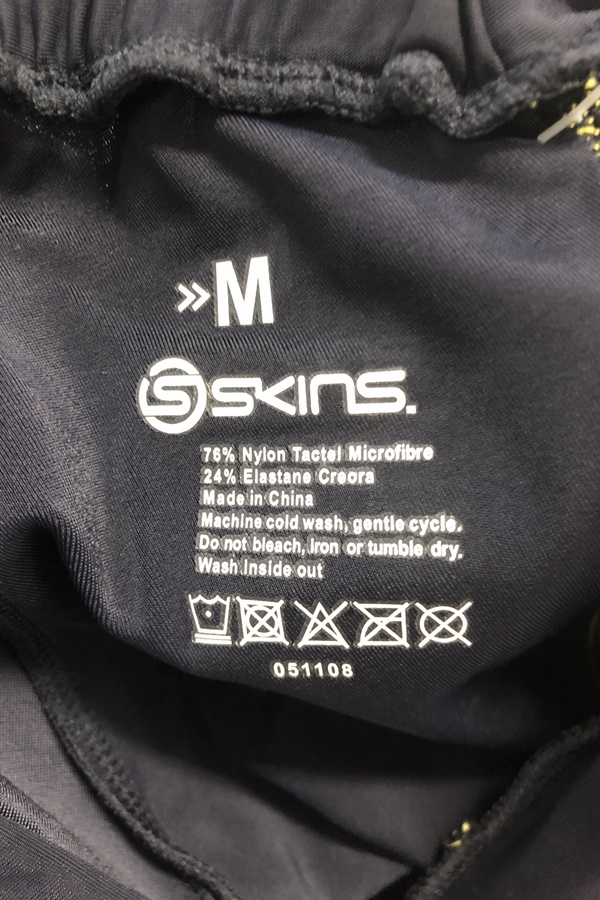 »M
SKINS.
76% Nylon Tactel Microfibre
24% Elastane Creora
Made in China
Machine cold wash, gentle cycle.
Do not bleach, iron or tumble dry.
Wash inside out
051108